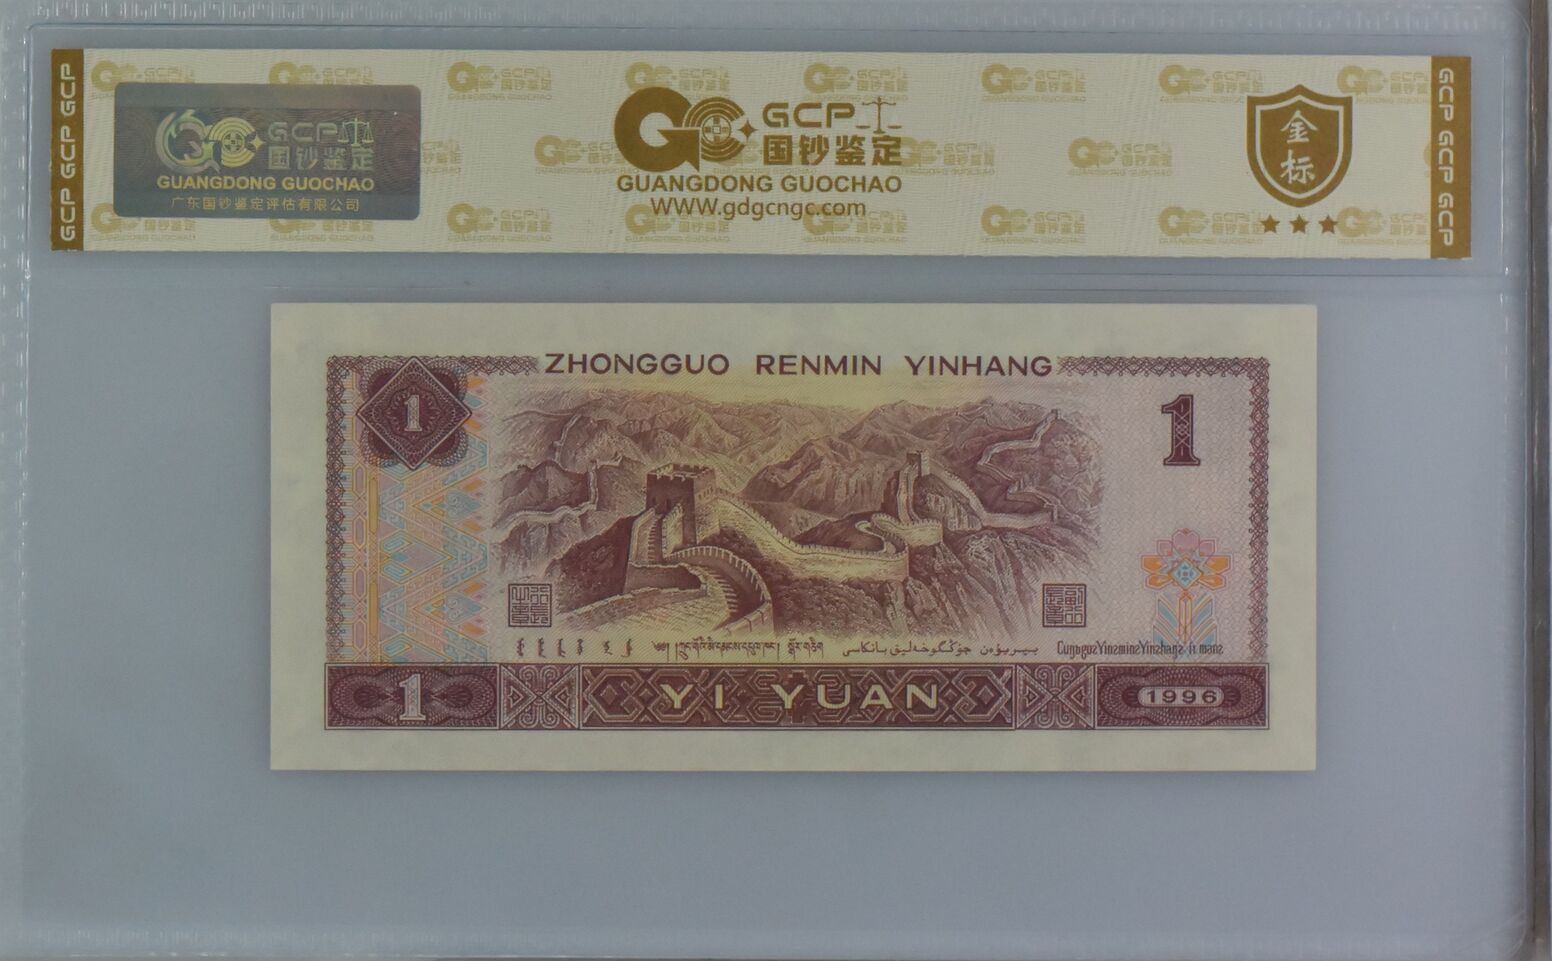 GCP GCP GCP
GCP
国钞鉴定
GUANGDONG GUOCHAO
广东国钞鉴定评估有限公司
GCP
国钞鉴定
GUANGDONG GUOCHAO
WWW.gdgcngc.com
金标
GCP GCP GCP
ZHONGGUO RENMIN YINHANG
1
1
1
YI YUAN
1996